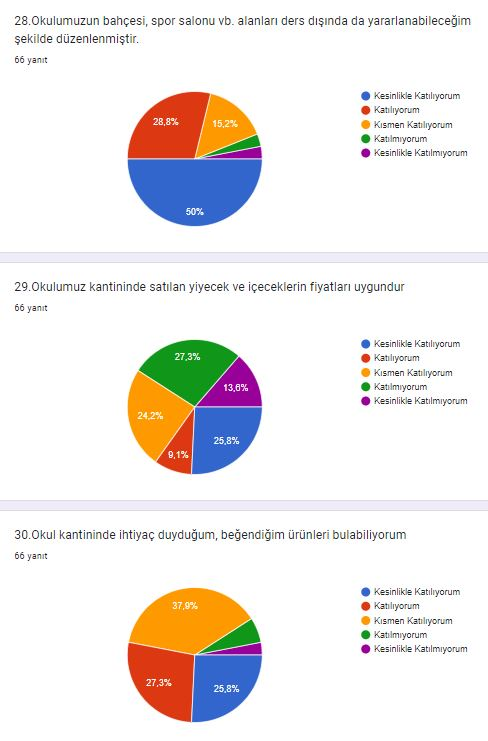 28.Okulumuzun bahçesi, spor salonu vb. alanları ders dışında da yararlanabileceğim
şekilde düzenlenmiştir.
66 yanıt
Kesinlikle Katılıyorum
Katılıyorum
Kısmen Katılıyorum
Katılmıyorum
Kesinlikle Katılmıyorum
28,8%
15,2%
50%
29.Okulumuz kantininde satılan yiyecek ve içeceklerin fiyatları uygundur
66 yanıt
Kesinlikle Katılıyorum
Katılıyorum
Kısmen Katılıyorum
Katılmıyorum
Kesinlikle Katılmıyorum
27,3%
13,6%
24,2%
25,8%
9,1%
30.Okul kantininde ihtiyaç duyduğum, beğendiğim ürünleri bulabiliyorum
66 yanıt
Kesinlikle Katılıyorum
Katılıyorum
Kısmen Katılıyorum
Katılmıyorum
Kesinlikle Katılmıyorum
37,9%
27,3%
25,8%